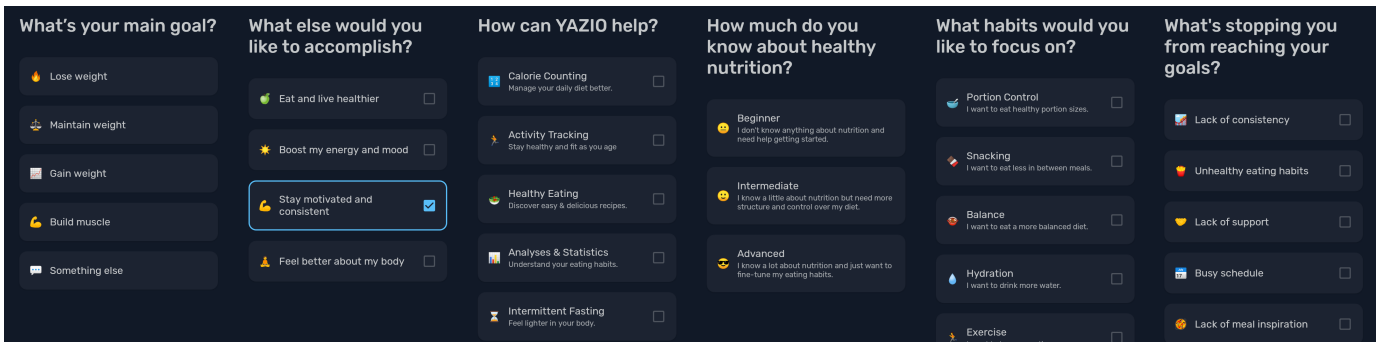 What's your main goal?
Lose weight
Maintain weight
Gain weight
Build muscle
Something else
What else would you
like to accomplish?
Eat and live healthier
Boost my energy and mood
Stay motivated and
consistent
Feel better about my body
How can YAZIO help?
Calorie Counting
Manage your daily diet better.
Activity Tracking
Stay healthy and fit as you age
Healthy Eating
Discover easy & delicious recipes.
Analyses & Statistics
Understand your eating habits.
Intermittent Fasting
Feel lighter in your body.
How much do you
know about healthy
nutrition?
Beginner
I don't know anything about nutrition and
need help getting started.
Intermediate
I know a little about nutrition but need more
structure and control over my diet.
Advanced
I know a lot about nutrition and just want to
fine-tune my eating habits.
What habits would you
like to focus on?
Portion Control
I want to eat healthy portion sizes.
Snacking
I want to eat less in between meals.
Balance
I want to eat a more balanced diet.
Hydration
I want to drink more water.
Exercise
What's stopping you
from reaching your
goals?
Lack of consistency
Unhealthy eating habits
Lack of support
Busy schedule
Lack of meal inspiration